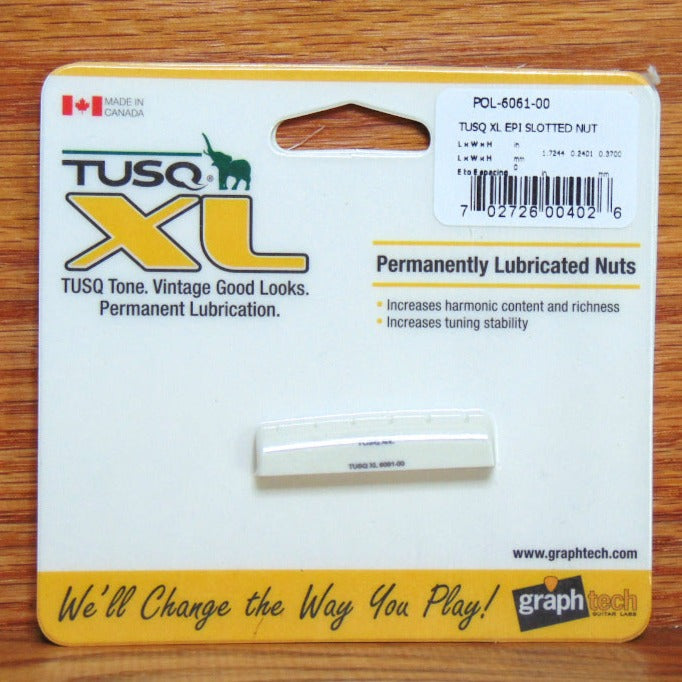 MADE IN
CANADA
TUSQ®
XL
TUSQ Tone. Vintage Good Looks.
Permanent Lubrication.
POL-6061-00
TUSQ XL EPI SLOTTED NUT
L x W x H in
L x W x H mm 1.7244 0.2401 0.3700
E to E spacing 0 in mm
7 02726 00402 6
Permanently Lubricated Nuts
• Increases harmonic content and richness
• Increases tuning stability
TUSQ XL
TUSQ XL 6061-00
www.graphtech.com
We'll Change the Way You Play!
graphtech
GUITAR LABS